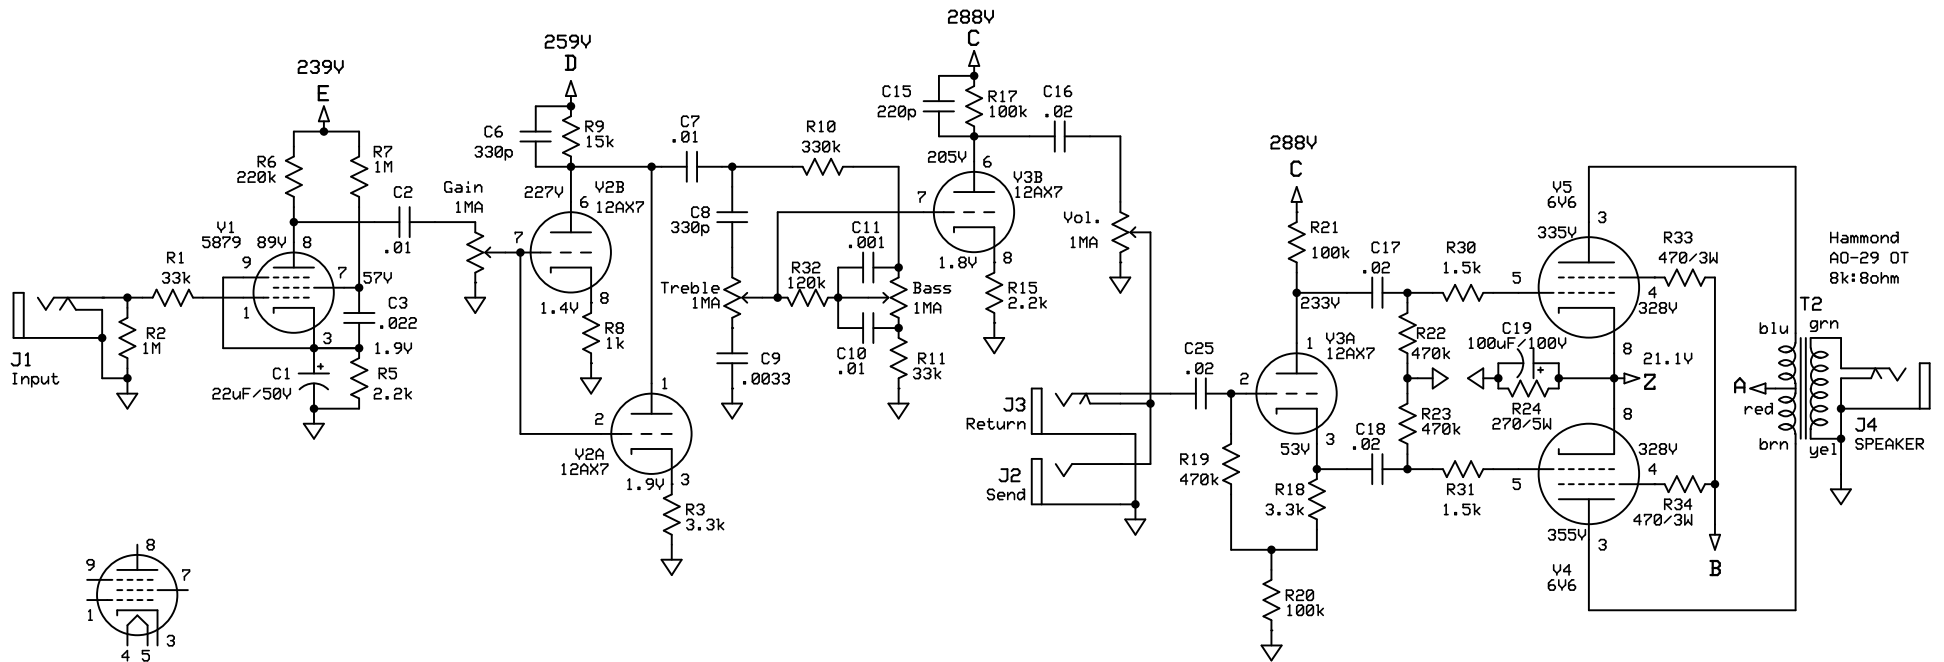 239V
E
R6
220k
R7
1M
C2
.01
V1
5879
89V
8
9
7
57V
1
3
C3
.022
1.9V
R1
33k
R2
1M
J1
Input
C1
+
22uF/50V
R5
2.2k
Gain
1MA
259V
D
C6
330p
R9
15k
227V
V2B
12AX7
6
7
8
1.4V
R8
1k
1
2
V2A
12AX7
1.9V
3
R3
3.3k
C7
.01
R10
330k
C8
330p
Treble
1MA
C9
.0033
R32
120k
C11
.001
C10
.01
Bass
1MA
R11
33k
288V
C
C15
220p
R17
100k
C16
.02
205V
6
V3B
12AX7
7
8
1.8V
R15
2.2k
Vol.
1MA
J3
Return
J2
Send
C25
.02
R19
470k
288V
C
R21
100k
233V
V3A
12AX7
1
2
3
53V
R18
3.3k
R20
100k
C17
.02
C18
.02
R22
470k
R23
470k
R30
1.5k
R31
1.5k
V5
6V6
3
335V
5
4
328V
8
R33
470/3W
C19
100uF/100V
+
R24
270/5W
21.1V
Z
8
328V
4
5
R34
470/3W
355V
3
V4
6V6
B
Hammond
AO-29 OT
8k:8ohm
T2
blu
grn
A
red
brn
yel
J4
SPEAKER
8
9
7
1
3
4
5